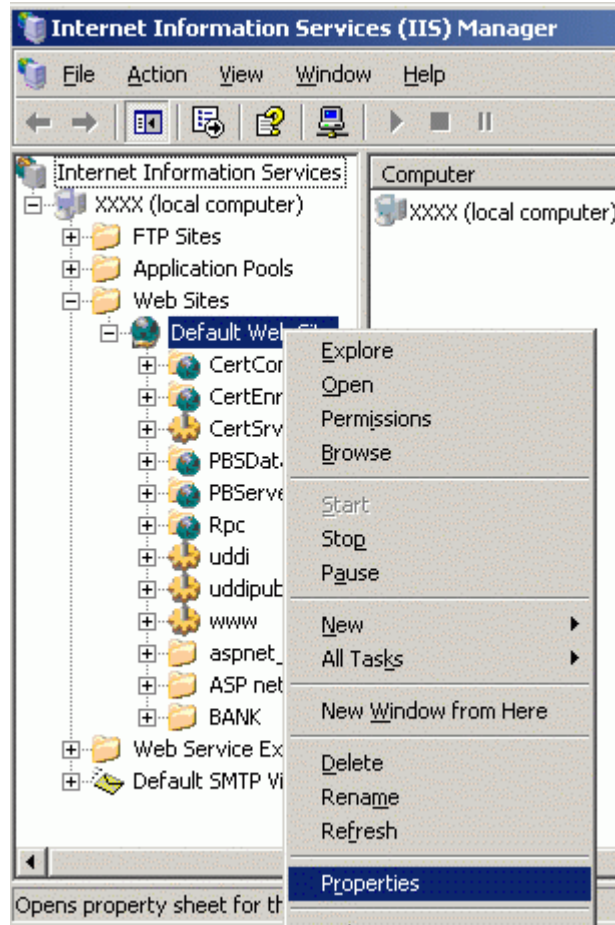 Internet Information Services (IIS) Manager
File Action View Window Help
Internet Information Services
XXXX (local computer)
FTP Sites
Application Pools
Web Sites
Default Web
CertCo
CertEnr
CertSrv
PBSDat
PBServe
Rpc
uddi
uddipub
www
aspnet_
ASP net
BANK
Web Service Ex
Default SMTP Vi
Computer
XXXX (local computer)
Explore
Open
Permissions
Browse
Start
Stop
Pause
New
All Tasks
New Window from Here
Delete
Rename
Refresh
Properties
Opens property sheet for th